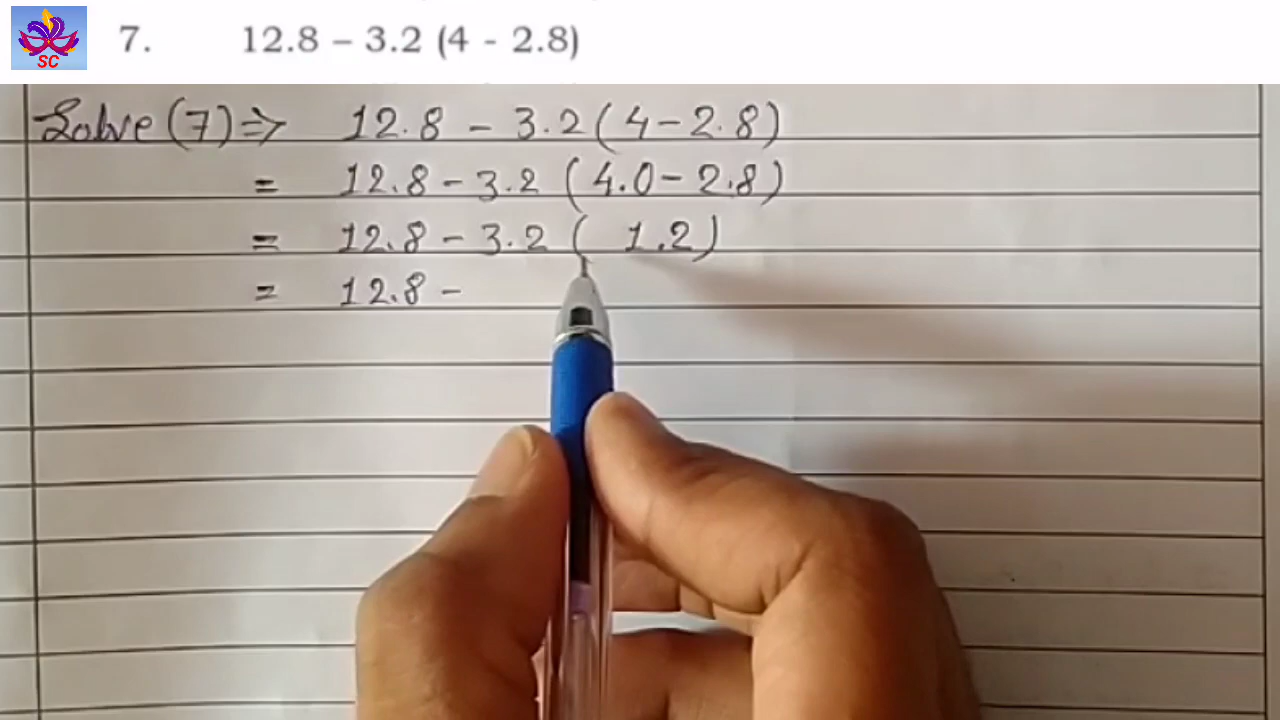 SC
7. 12.8 – 3.2 (4 - 2.8)
Solve (7) ⇒ 12.8 - 3.2 (4 - 2.8)
= 12.8 - 3.2 (4.0 - 2.8)
= 12.8 - 3.2 ( 1.2)
= 12.8 -